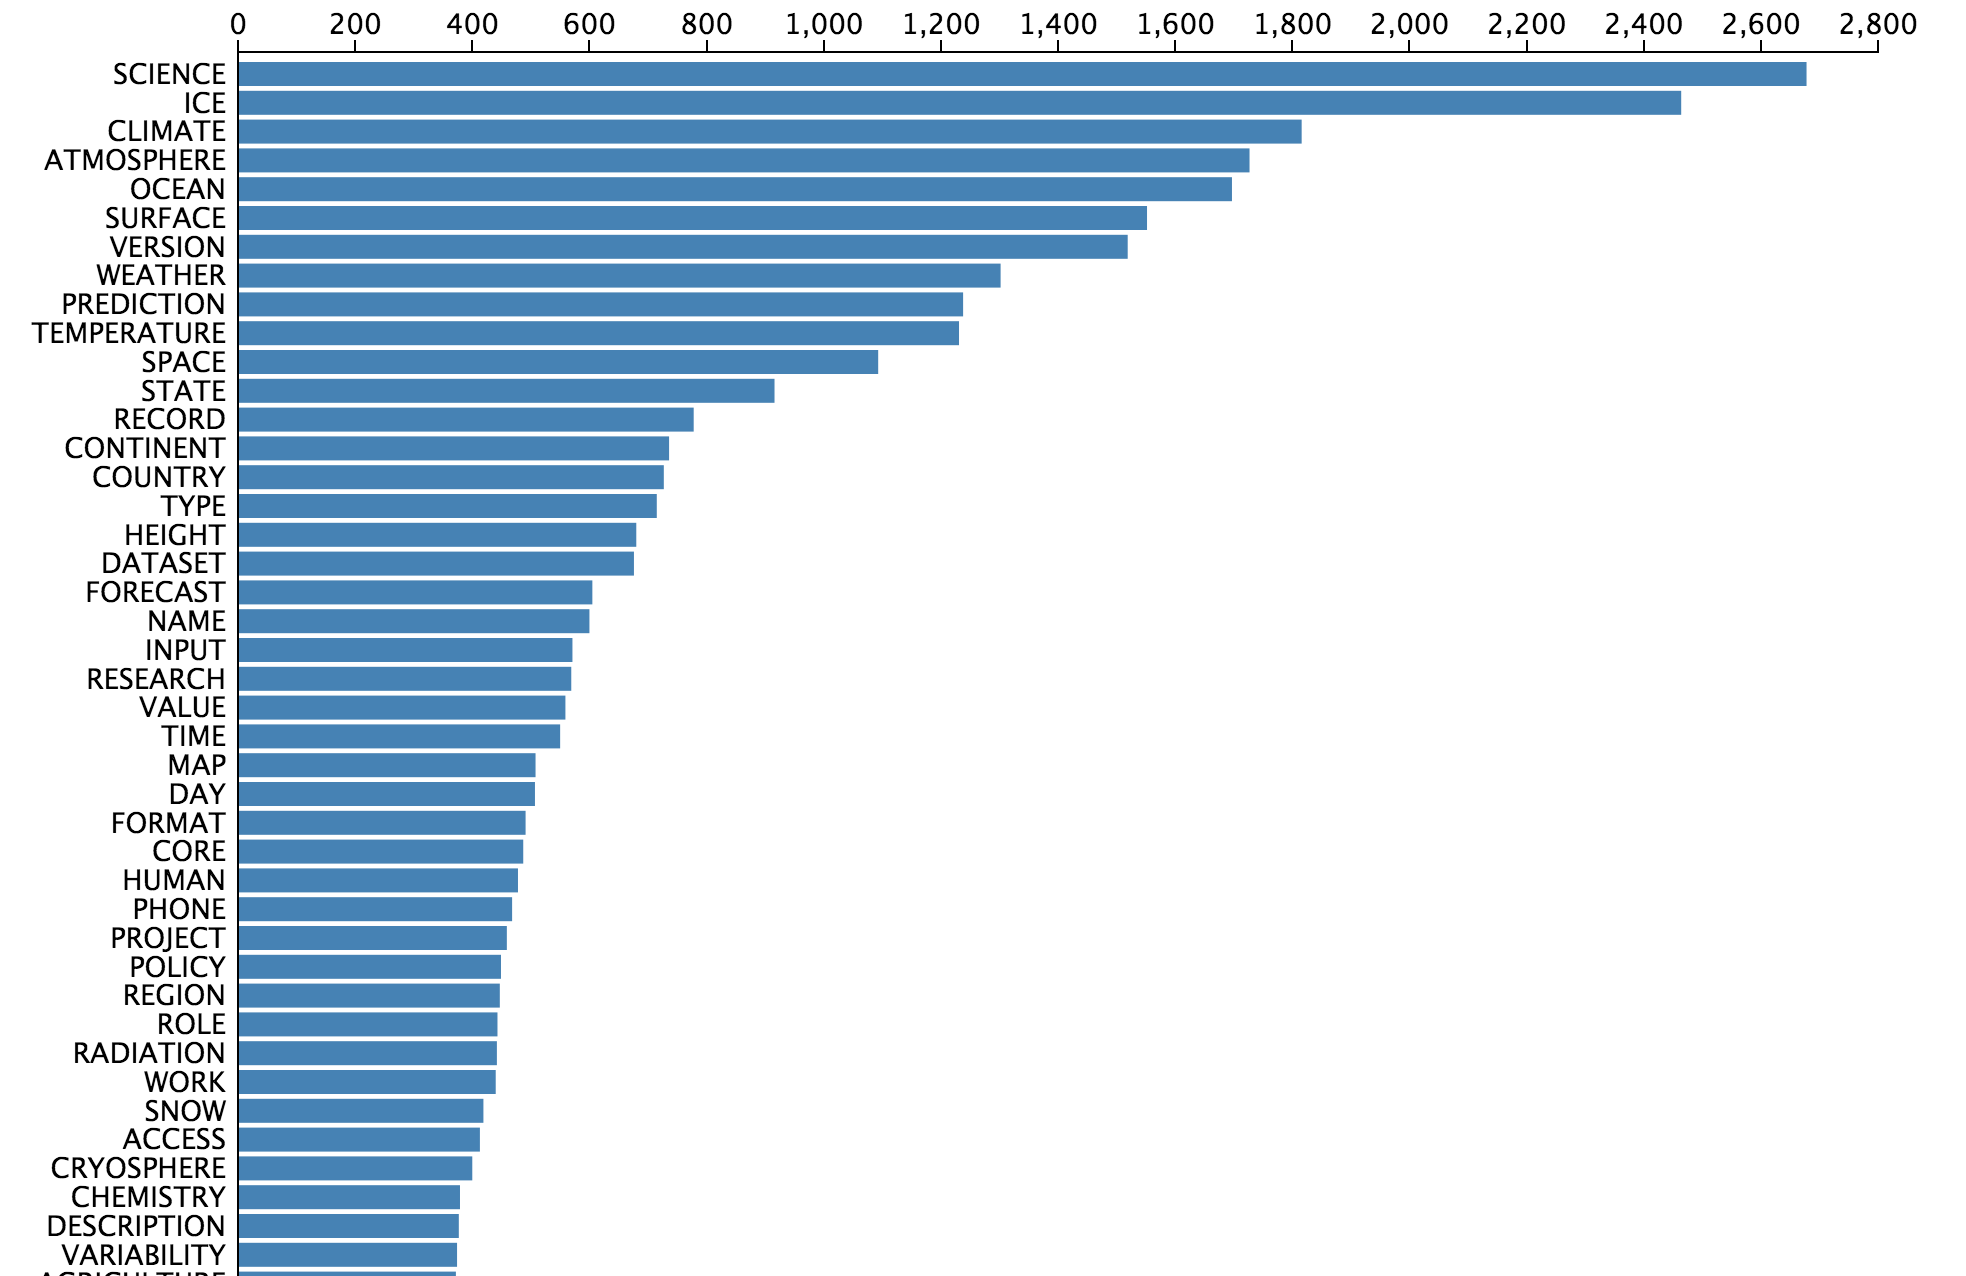 0 200 400 600 800 1,000 1,200 1,400 1,600 1,800 2,000 2,200 2,400 2,600 2,800
SCIENCE
ICE
CLIMATE
ATMOSPHERE
OCEAN
SURFACE
VERSION
WEATHER
PREDICTION
TEMPERATURE
SPACE
STATE
RECORD
CONTINENT
COUNTRY
TYPE
HEIGHT
DATASET
FORECAST
NAME
INPUT
RESEARCH
VALUE
TIME
MAP
DAY
FORMAT
CORE
HUMAN
PHONE
PROJECT
POLICY
REGION
ROLE
RADIATION
WORK
SNOW
ACCESS
CRYOSPHERE
CHEMISTRY
DESCRIPTION
VARIABILITY
AGRICULTURE